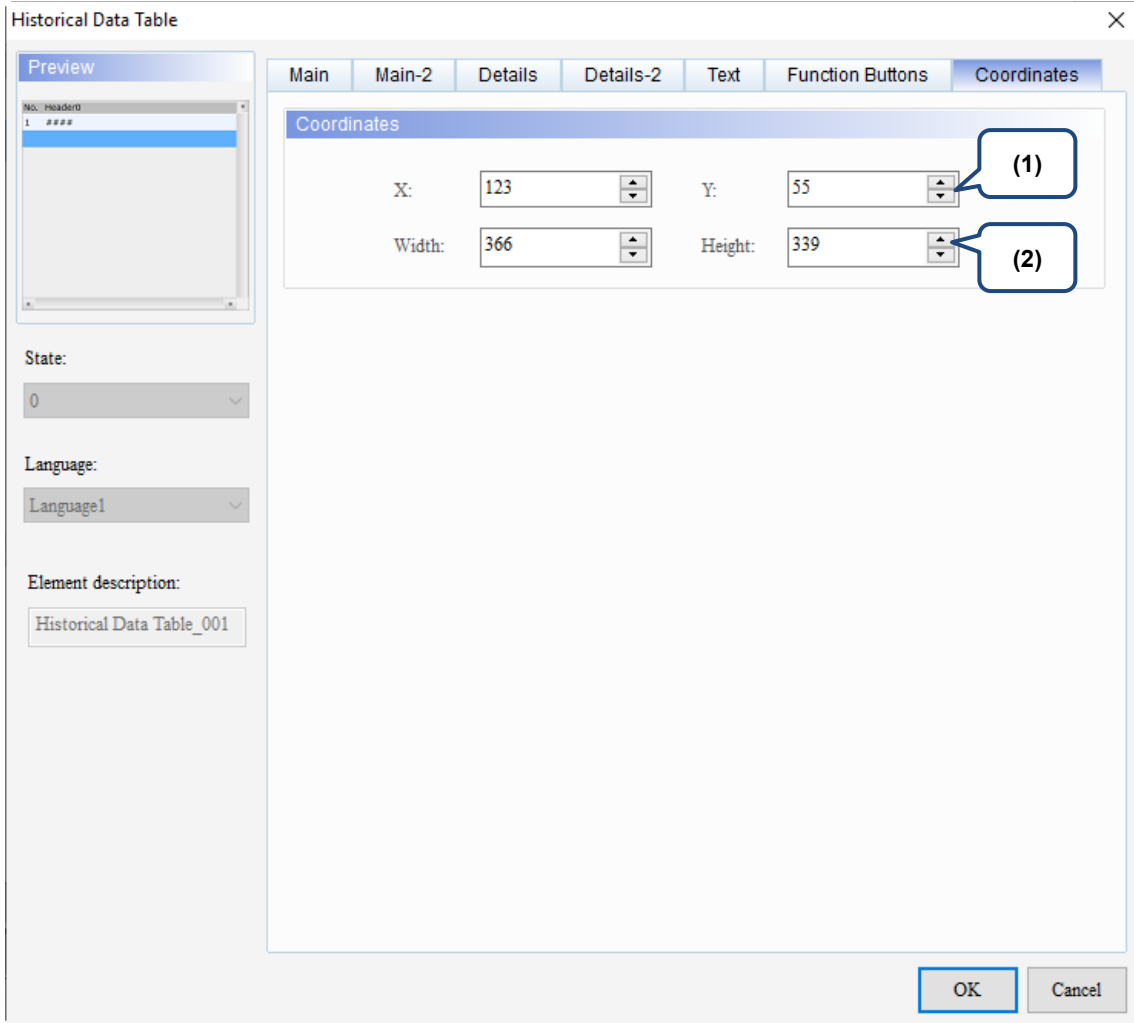 Historical Data Table
Preview
No. Header0
1 ####
State:
0
Language:
Language1
Element description:
Historical Data Table_001
Main Main-2 Details Details-2 Text Function Buttons Coordinates
Coordinates
X: 123 Y: 55 (1)
Width: 366 Height: 339 (2)
OK Cancel